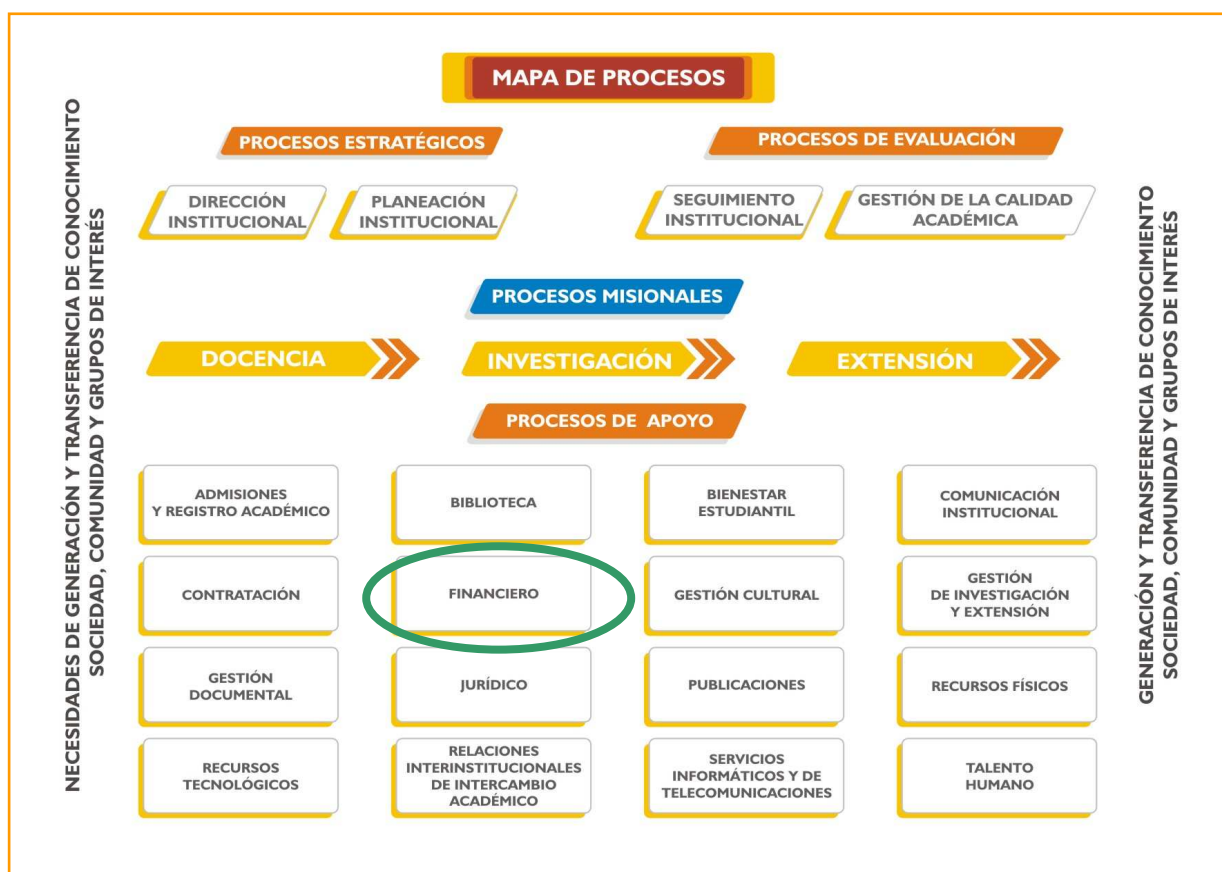 MAPA DE PROCESOS
PROCESOS ESTRATÉGICOS
PROCESOS DE EVALUACIÓN
DIRECCIÓN
INSTITUCIONAL
PLANEACIÓN
INSTITUCIONAL
SEGUIMIENTO
INSTITUCIONAL
GESTIÓN DE LA CALIDAD
ACADÉMICA
PROCESOS MISIONALES
DOCENCIA
INVESTIGACIÓN
EXTENSIÓN
PROCESOS DE APOYO
ADMISIONES
Y REGISTRO ACADÉMICO
BIBLIOTECA
BIENESTAR
ESTUDIANTIL
COMUNICACIÓN
INSTITUCIONAL
CONTRATACIÓN
FINANCIERO
GESTIÓN CULTURAL
GESTIÓN
DE INVESTIGACIÓN
Y EXTENSIÓN
GESTIÓN
DOCUMENTAL
JURÍDICO
PUBLICACIONES
RECURSOS FÍSICOS
RECURSOS
TECNOLÓGICOS
RELACIONES
INTERINSTITUCIONALES
DE INTERCAMBIO
ACADÉMICO
SERVICIOS
INFORMÁTICOS Y DE
TELECOMUNICACIONES
TALENTO
HUMANO
NECESIDADES DE GENERACIÓN Y TRANSFERENCIA DE CONOCIMIENTO
SOCIEDAD, COMUNIDAD Y GRUPOS DE INTERÉS
GENERACIÓN Y TRANSFERENCIA DE CONOCIMIENTO
SOCIEDAD, COMUNIDAD Y GRUPOS DE INTERÉS